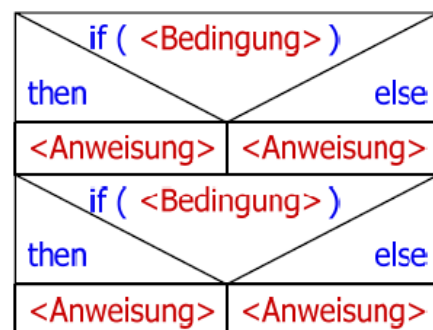 if ( <Bedingung> )
then else
<Anweisung> <Anweisung>
if ( <Bedingung> )
then else
<Anweisung> <Anweisung>